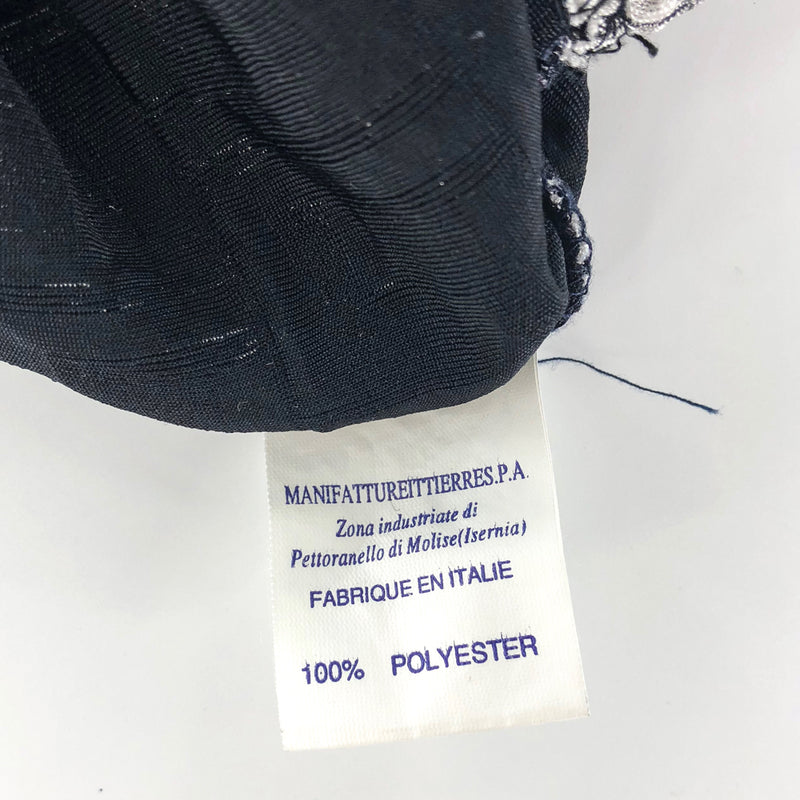 MANIFATTUREITTIERRES.P.A.
Zona industriate di
Pettoranello di Molise(Isernia)
FABRIQUE EN ITALIE
100% POLYESTER